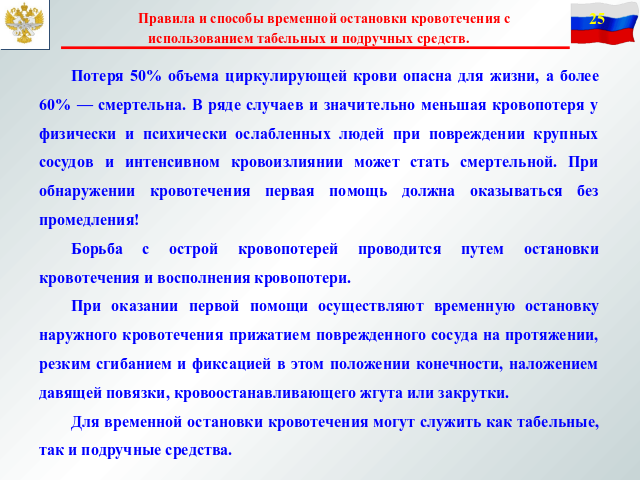 Правила и способы временной остановки кровотечения с
использованием табельных и подручных средств.
25
Потеря 50% объема циркулирующей крови опасна для жизни, а более
60% — смертельна. В ряде случаев и значительно меньшая кровопотеря у
физически и психически ослабленных людей при повреждении крупных
сосудов и интенсивном кровоизлиянии может стать смертельной. При
обнаружении кровотечения первая помощь должна оказываться без
промедления!
Борьба с острой кровопотерей проводится путем остановки
кровотечения и восполнения кровопотери.
При оказании первой помощи осуществляют временную остановку
наружного кровотечения прижатием поврежденного сосуда на протяжении,
резким сгибанием и фиксацией в этом положении конечности, наложением
давящей повязки, кровоостанавливающего жгута или закрутки.
Для временной остановки кровотечения могут служить как табельные,
так и подручные средства.